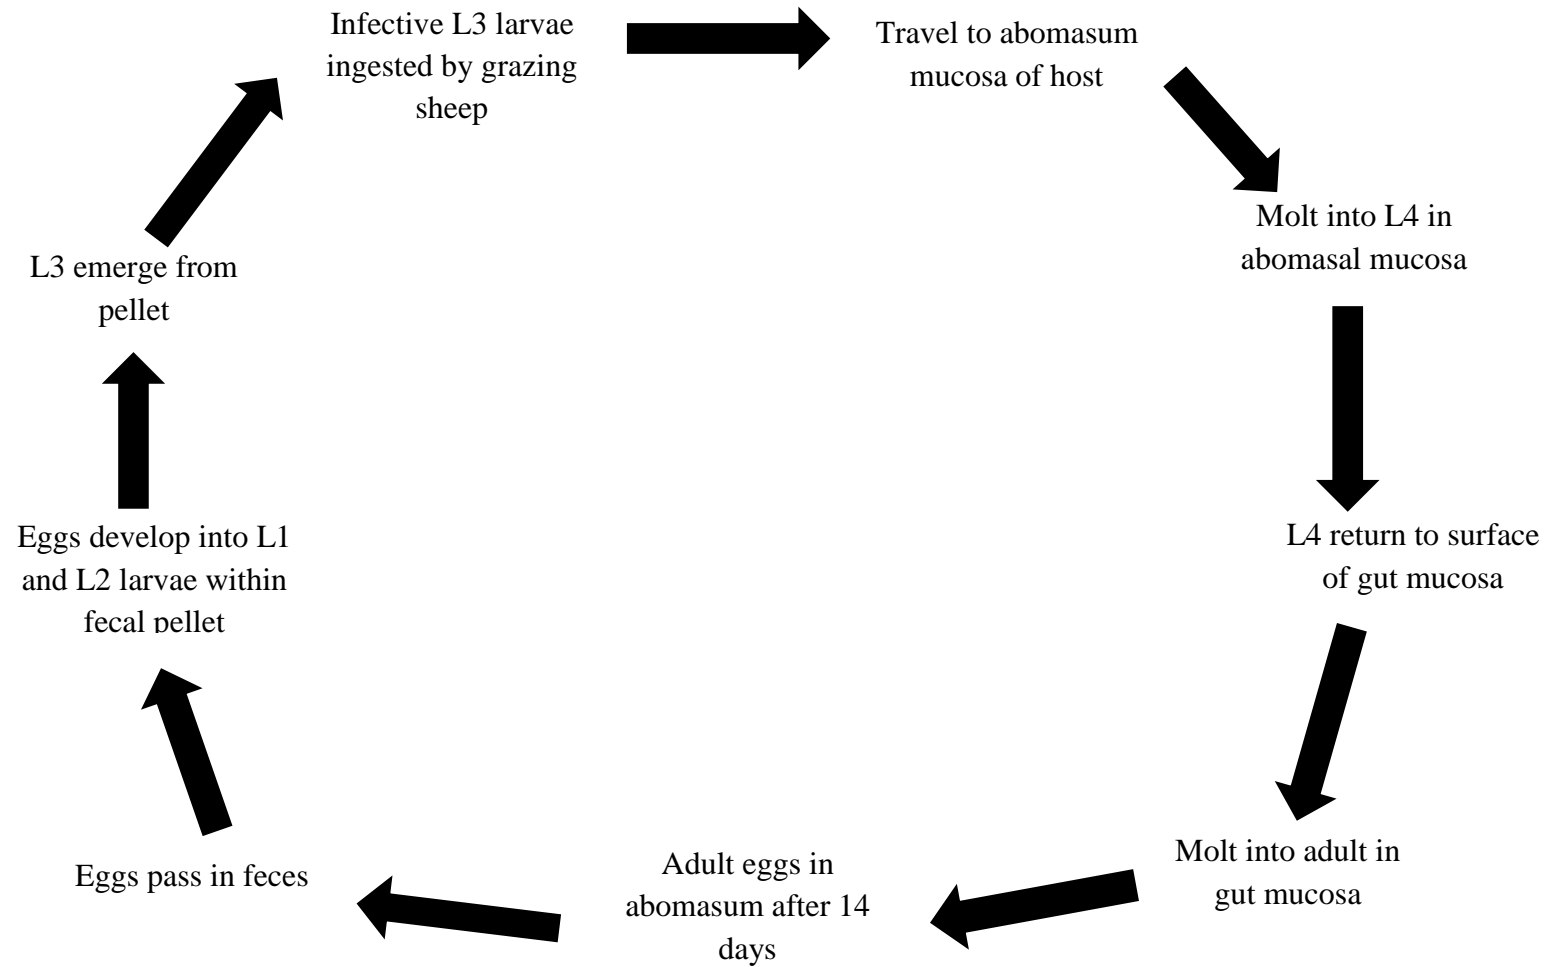 Infective L3 larvae
ingested by grazing
sheep
Travel to abomasum
mucosa of host
Molt into L4 in
abomasal mucosa
L4 return to surface
of gut mucosa
Molt into adult in
gut mucosa
Adult eggs in
abomasum after 14
days
Eggs pass in feces
Eggs develop into L1
and L2 larvae within
fecal pellet
L3 emerge from
pellet